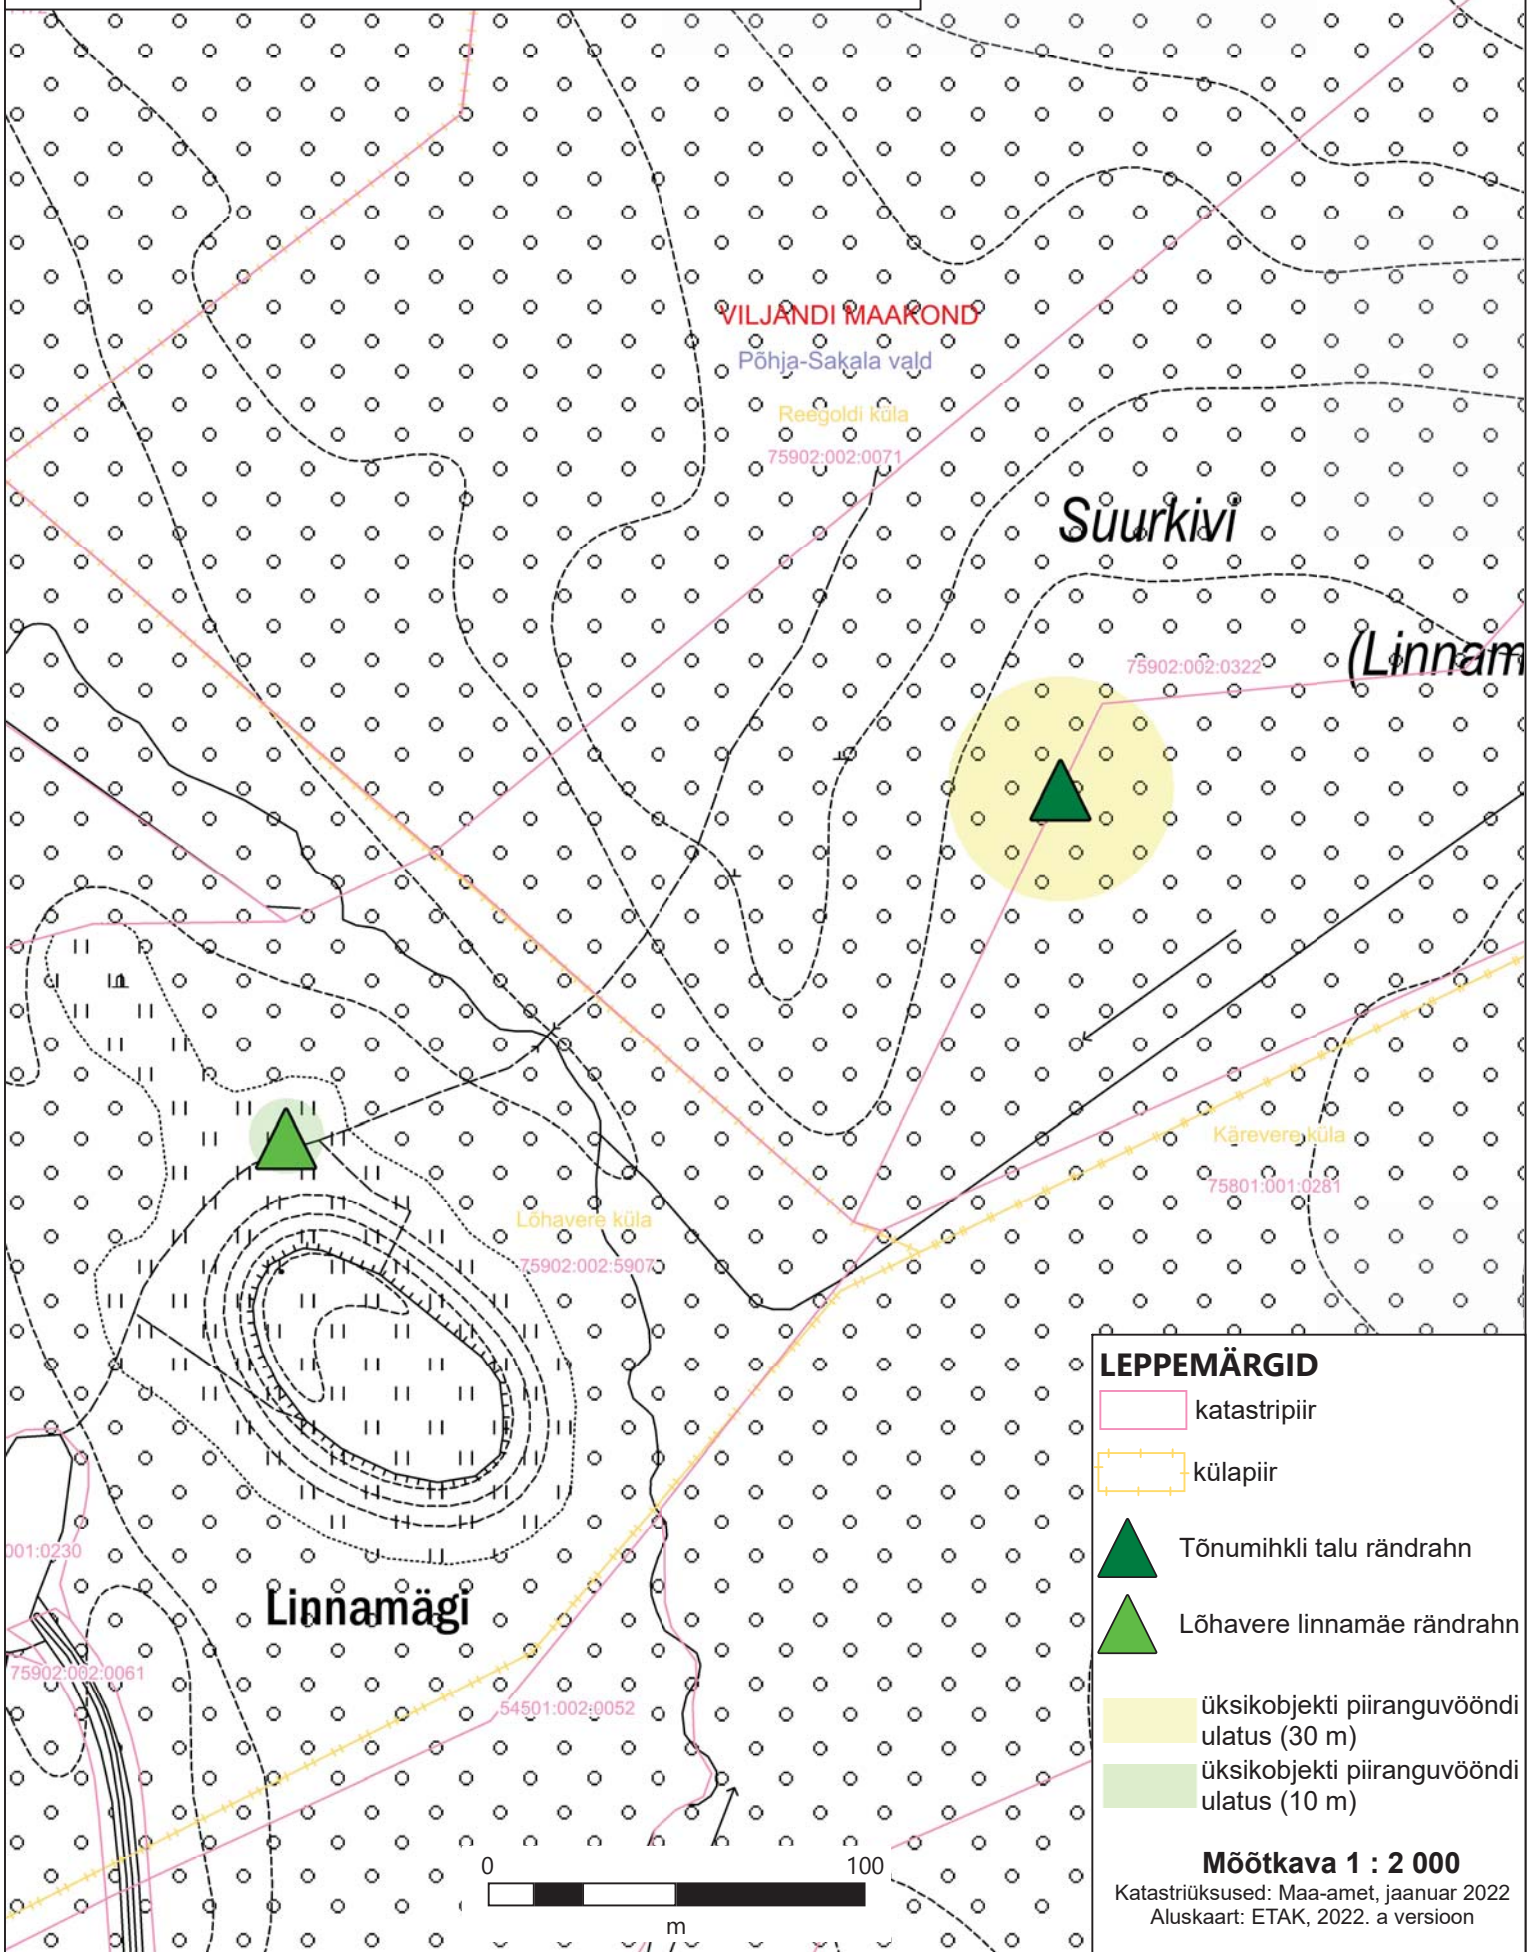 VILJANDI MAAKOND
Põhja-Sakala vald
Reegoldi küla
75902:002:0071
Suurkivi
75902:002:0322
(Linnam
Kärevere küla
75801:001:0281
Lõhavere küla
75902:002:5907
001:0230
Linnamägi
75902:002:0061
54501:002:0052
0
100
m
LEPPEMÄRGID
katastripiir
külapiir
Tõnumihkli talu rändrahn
Lõhavere linnamäe rändrahn
üksikobjekti piiranguvööndi
ulatus (30 m)
üksikobjekti piiranguvööndi
ulatus (10 m)
Mõõtkava 1 : 2 000
Katastriüksused: Maa-amet, jaanuar 2022
Aluskaart: ETAK, 2022. a versioon